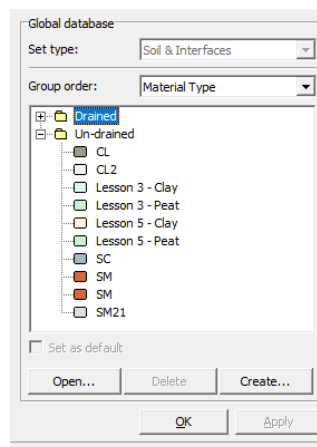 Global database
Set type: Soil & Interfaces
Group order: Material Type
Drained
Un-drained
CL
CL2
Lesson 3 - Clay
Lesson 3 - Peat
Lesson 5 - Clay
Lesson 5 - Peat
SC
SM
SM
SM21
Set as default
Open... Delete Create...
OK Apply